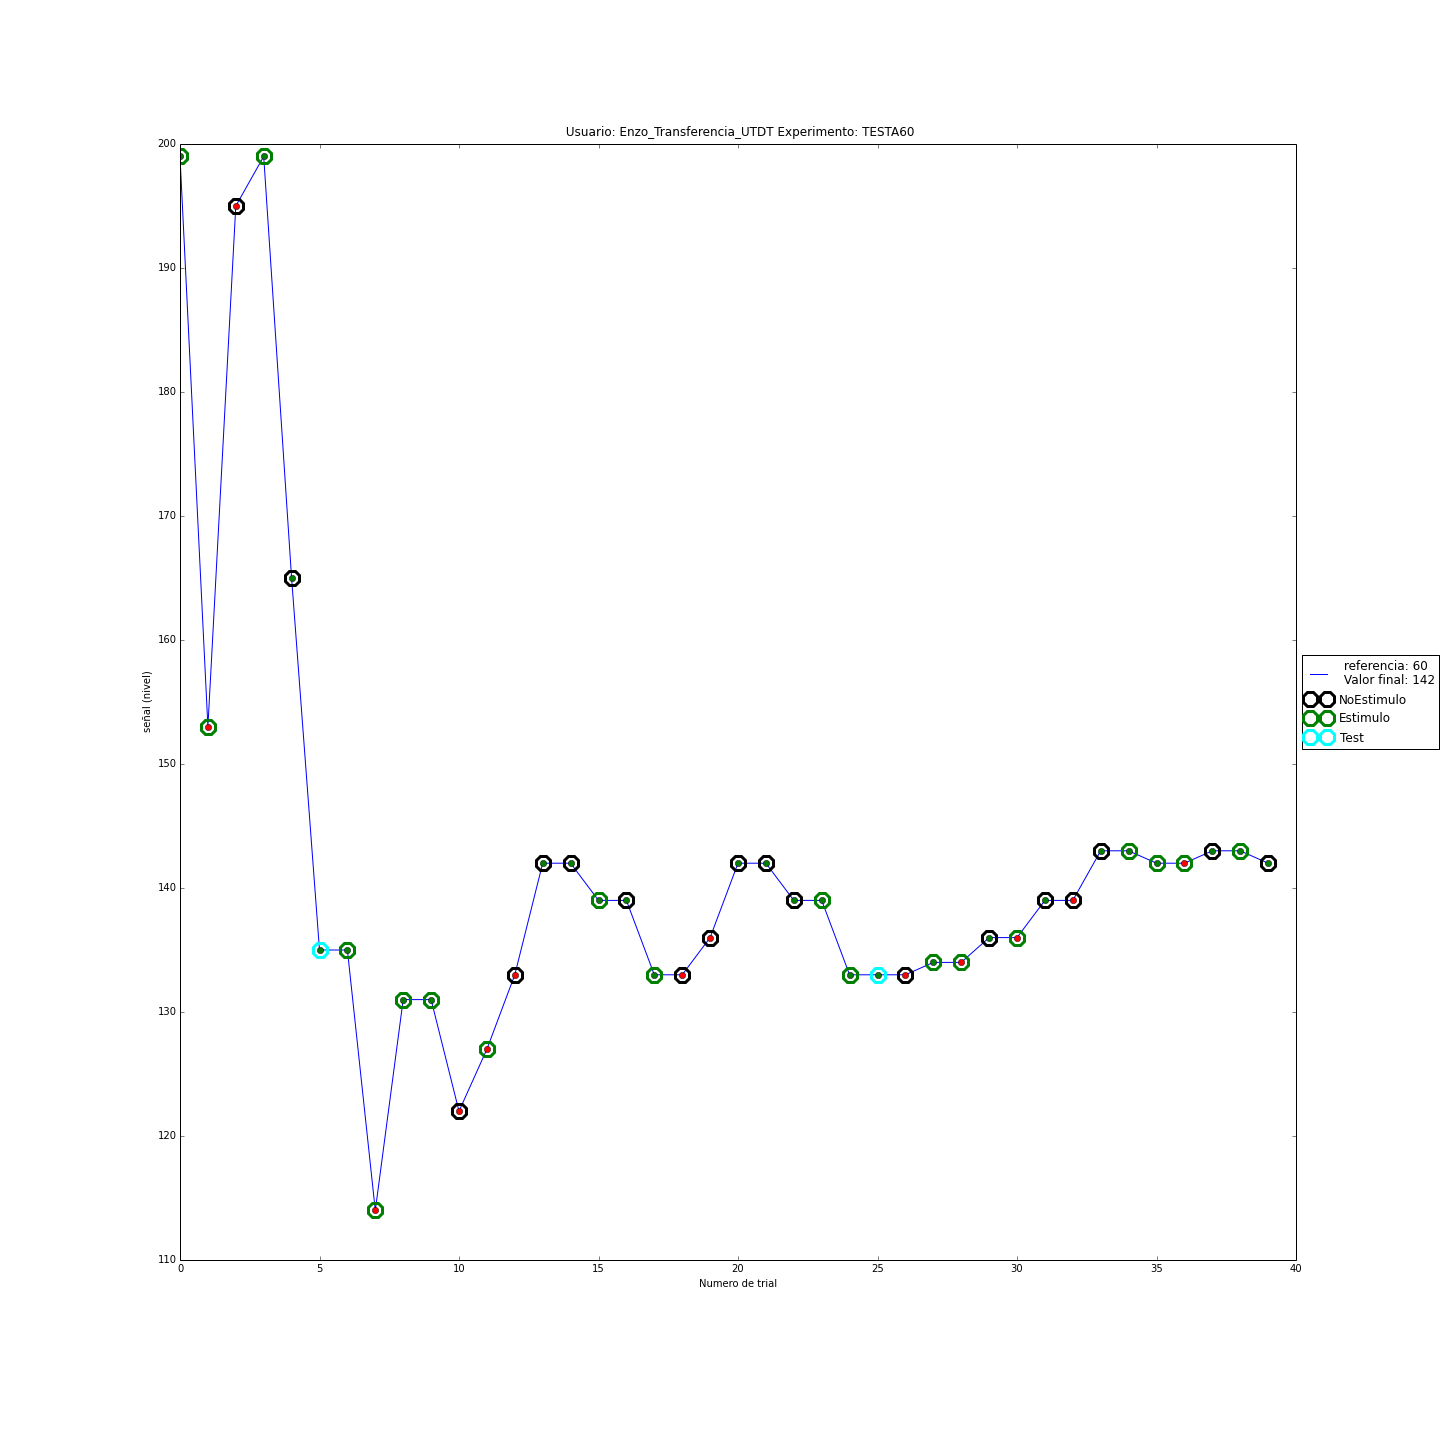 Usuario: Enzo_Transferencia_UTDT Experimento: TESTA60
200
190
180
170
160
150
140
130
120
110
señal (nivel)
0 5 10 15 20 25 30 35 40
Numero de trial
referencia: 60
Valor final: 142
NoEstimulo
Estimulo
Test